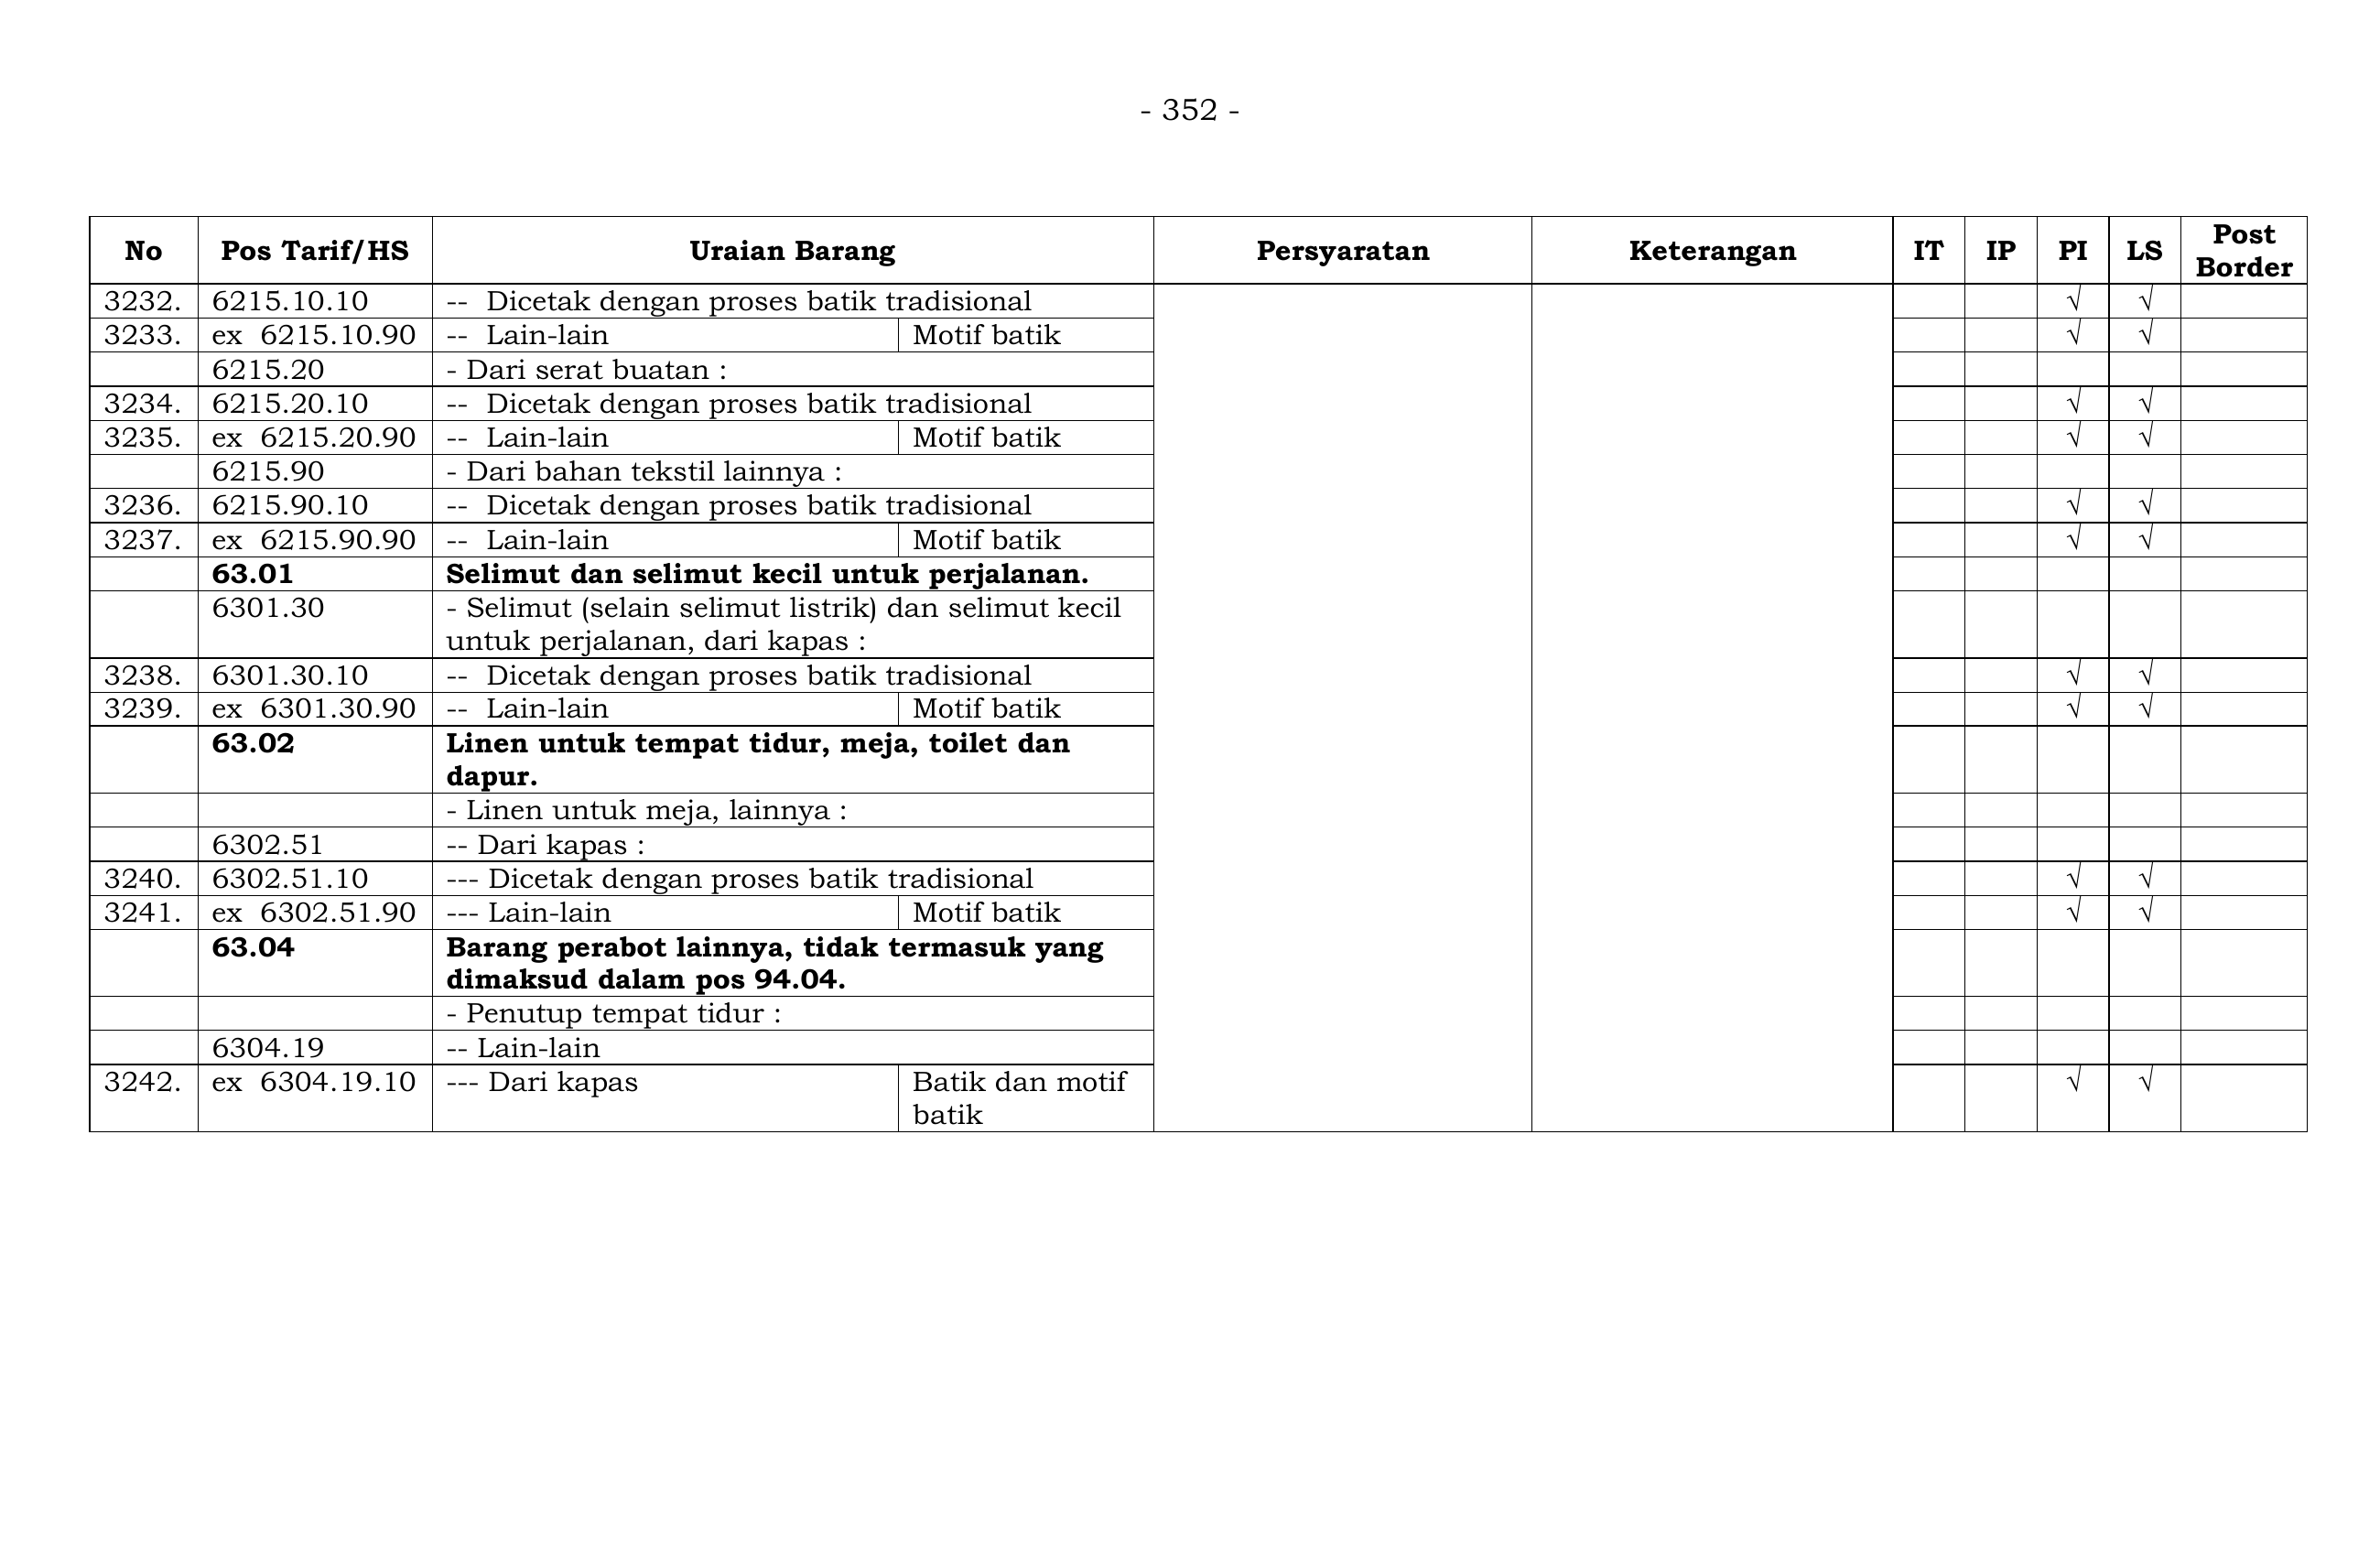 - 352 -
No Pos Tarif/HS Uraian Barang Persyaratan Keterangan IT IP PI LS Post Border
3232. 6215.10.10 -- Dicetak dengan proses batik tradisional √ √
3233. ex 6215.10.90 -- Lain-lain Motif batik √ √
6215.20 - Dari serat buatan :
3234. 6215.20.10 -- Dicetak dengan proses batik tradisional √ √
3235. ex 6215.20.90 -- Lain-lain Motif batik √ √
6215.90 - Dari bahan tekstil lainnya :
3236. 6215.90.10 -- Dicetak dengan proses batik tradisional √ √
3237. ex 6215.90.90 -- Lain-lain Motif batik √ √
63.01 Selimut dan selimut kecil untuk perjalanan.
6301.30 - Selimut (selain selimut listrik) dan selimut kecil
untuk perjalanan, dari kapas :
3238. 6301.30.10 -- Dicetak dengan proses batik tradisional √ √
3239. ex 6301.30.90 -- Lain-lain Motif batik √ √
63.02 Linen untuk tempat tidur, meja, toilet dan
dapur.
- Linen untuk meja, lainnya :
6302.51 -- Dari kapas :
3240. 6302.51.10 --- Dicetak dengan proses batik tradisional √ √
3241. ex 6302.51.90 --- Lain-lain Motif batik √ √
63.04 Barang perabot lainnya, tidak termasuk yang
dimaksud dalam pos 94.04.
- Penutup tempat tidur :
6304.19 -- Lain-lain
3242. ex 6304.19.10 --- Dari kapas Batik dan motif √ √
batik